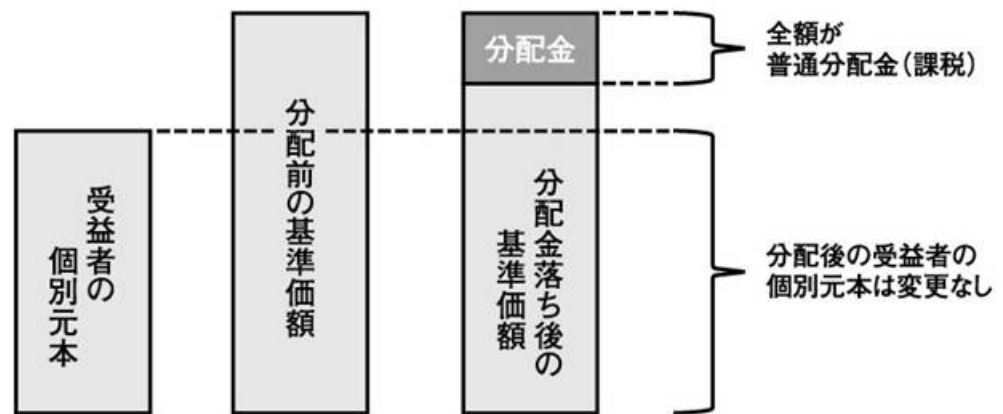 受益者の
個別元本
分配前の基準価額
分配金
分配金落ち後の
基準価額
全額が
普通分配金(課税)
分配後の受益者の
個別元本は変更なし